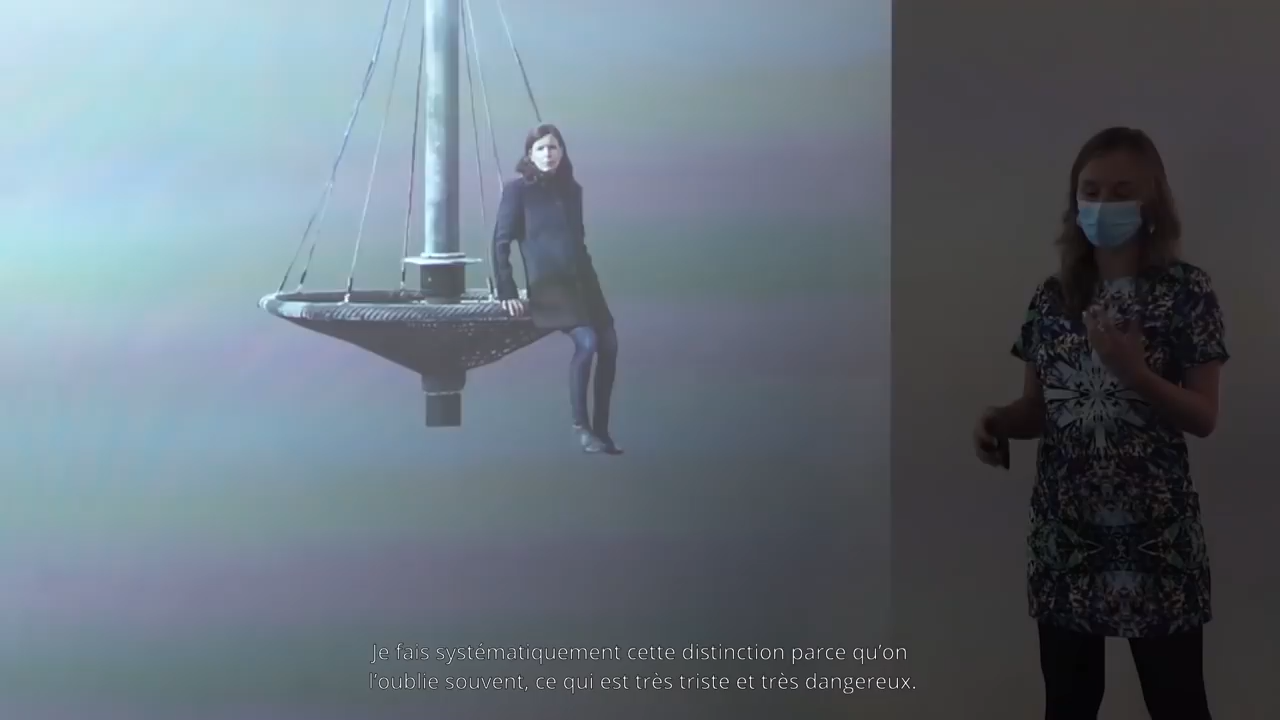 Je fais systématiquement cette distinction parce qu'on
l'oublie souvent, ce qui est très triste et très dangereux.